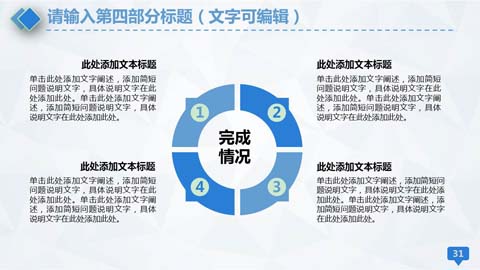 请输入第四部分标题（文字可编辑）
此处添加文本标题
单击此处添加文字阐述，添加简短
问题说明文字，具体说明文字在此
处添加此处。单击此处添加文字阐
述，添加简短问题说明文字，具体
说明文字在此处添加此处。
此处添加文本标题
单击此处添加文字阐述，添加简短
问题说明文字，具体说明文字在此
处添加此处。单击此处添加文字阐
述，添加简短问题说明文字，具体
说明文字在此处添加此处。
1
2
完成
情况
4
3
此处添加文本标题
单击此处添加文字阐述，添加简短问
题说明文字，具体说明文字在此处添
加此处。单击此处添加文字阐述，添
加简短问题说明文字，具体说明文字
在此处添加此处。
此处添加文本标题
单击此处添加文字阐述，添加简短问
题说明文字，具体说明文字在此处添
加此处。单击此处添加文字阐述，添
加简短问题说明文字，具体说明文字
在此处添加此处。
31